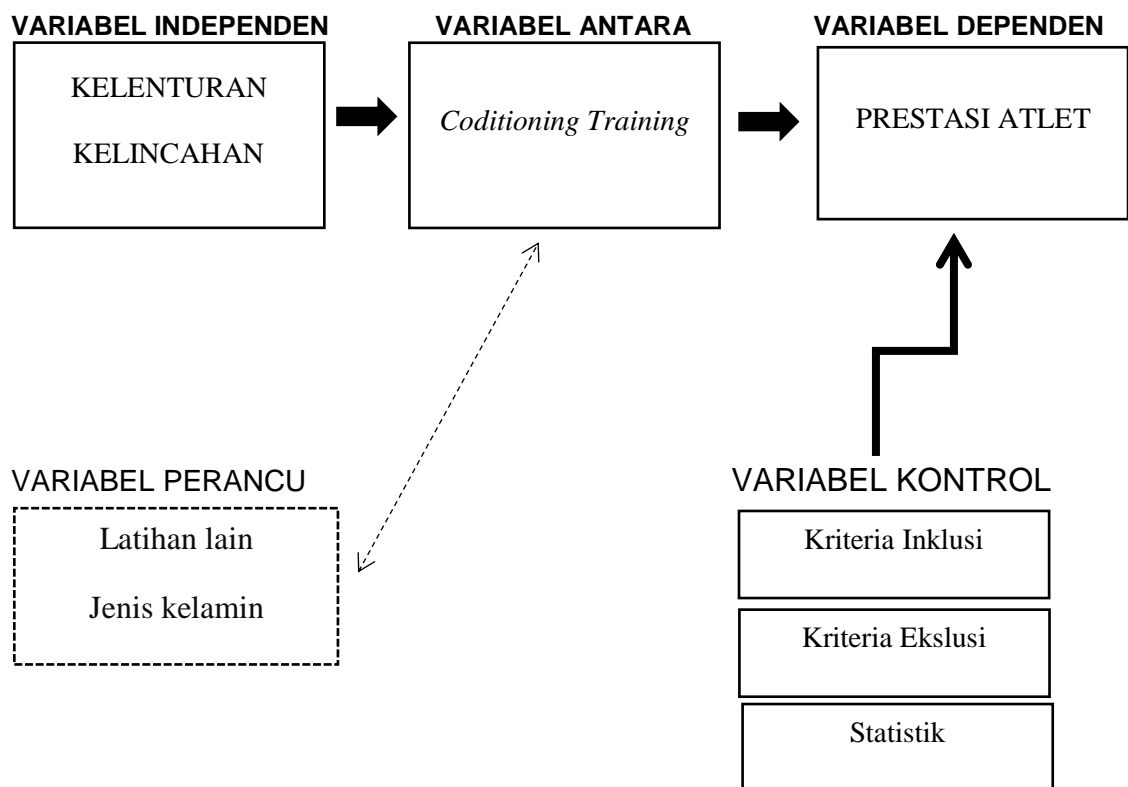 VARIABEL INDEPENDEN
KELENTURAN
KELINCAHAN
VARIABEL ANTARA
Coditioning Training
VARIABEL DEPENDEN
PRESTASI ATLET
VARIABEL PERANCU
Latihan lain
Jenis kelamin
VARIABEL KONTROL
Kriteria Inklusi
Kriteria Ekslusi
Statistik